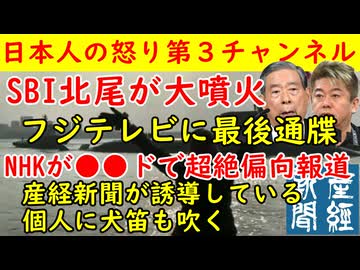 日本人の怒り第３チャンネル
SBI北尾が大噴火
フジテレビに最後通牒
NHKが●●ドで超絶偏向報道
産経新聞が誘導している
個人に犬笛も吹く
産經新聞